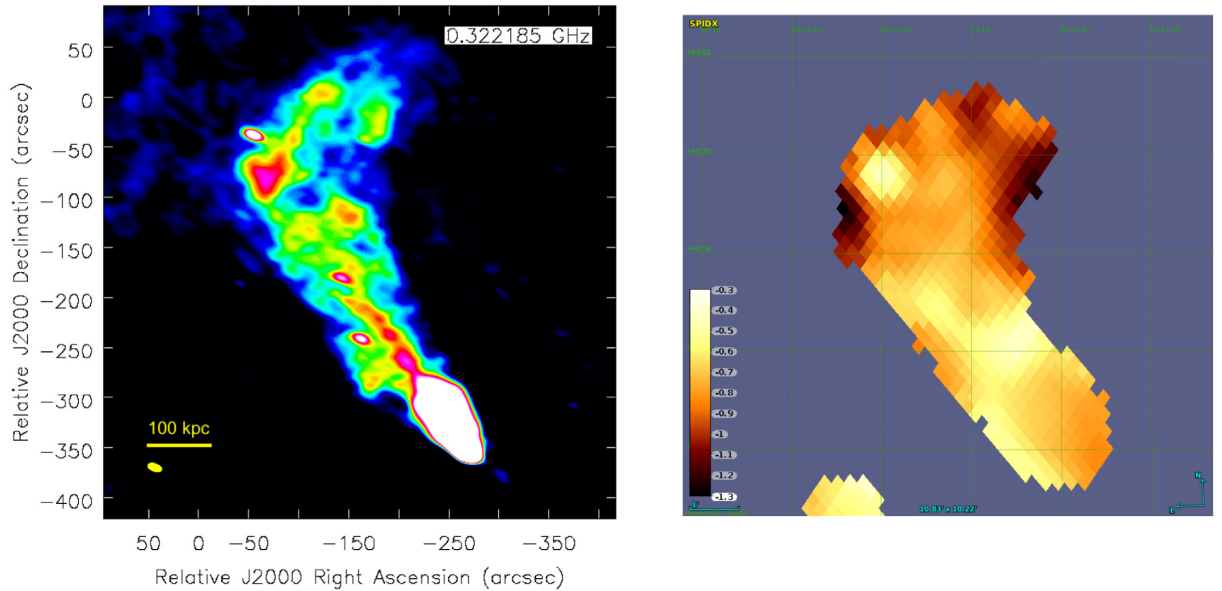 0.322185 GHz
50
0
−50
−100
−150
−200
−250
−300
−350
−400
Relative J2000 Declination (arcsec)
100 kpc
50 0 −50 −150 −250 −350
Relative J2000 Right Ascension (arcsec)
SPIDX
-0.3
-0.4
-0.5
-0.6
-0.7
-0.8
-0.9
-1
-1.1
-1.2
-1.3
1'
10.83' x 10.22'
N
E